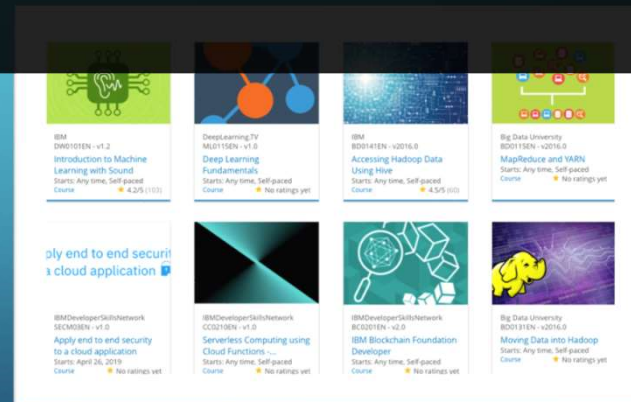 IBM
DW0101EN - v1.2
Introduction to Machine
Learning with Sound
Starts: Any time, Self-paced
Course ★ 4.2/5 (103)
DeepLearning.TV
ML0115EN - v1.0
Deep Learning
Fundamentals
Starts: Any time, Self-paced
Course ★ No ratings yet
IBM
BD0141EN - v2016.0
Accessing Hadoop Data
Using Hive
Starts: Any time, Self-paced
Course ★ 4.5/5 (60)
Big Data University
BD0115EN - v2016.0
MapReduce and YARN
Starts: Any time, Self-paced
Course ★ No ratings yet
ply end to end securit
a cloud application
IBMDeveloperSkillsNetwork
SECM03EN - v1.0
Apply end to end security
to a cloud application
Starts: April 26, 2019
Course ★ No ratings yet
IBMDeveloperSkillsNetwork
CC0210EN - v1.0
Serverless Computing using
Cloud Functions -...
Starts: Any time, Self-paced
Course ★ No ratings yet
IBMDeveloperSkillsNetwork
BC0201EN - v2.0
IBM Blockchain Foundation
Developer
Starts: Any time, Self-paced
Course ★ No ratings yet
Big Data University
BD0131EN - v2016.0
Moving Data into Hadoop
Starts: Any time, Self-paced
Course ★ No ratings yet